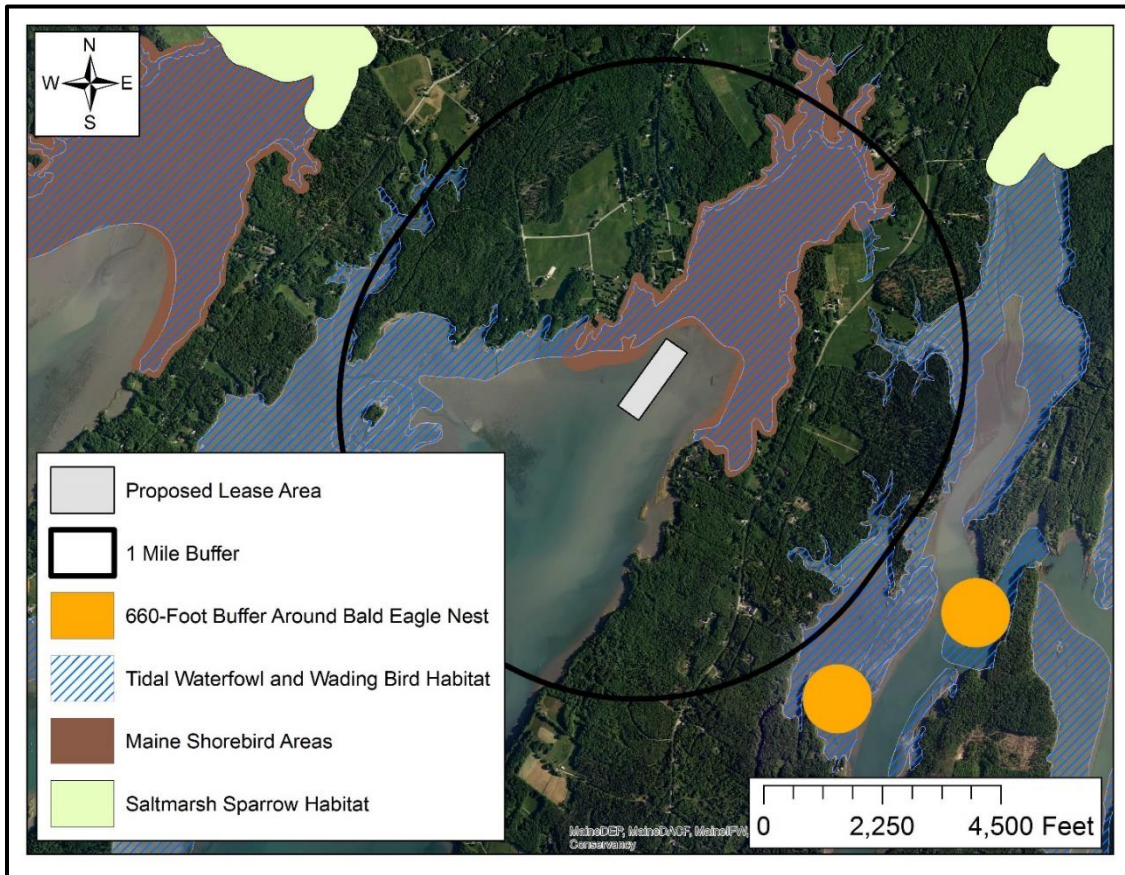 N
W E
S
Proposed Lease Area
1 Mile Buffer
660-Foot Buffer Around Bald Eagle Nest
Tidal Waterfowl and Wading Bird Habitat
Maine Shorebird Areas
Saltmarsh Sparrow Habitat
MaineDEP, MaineDACF, MaineIFW,
Conservancy
0 2,250 4,500 Feet